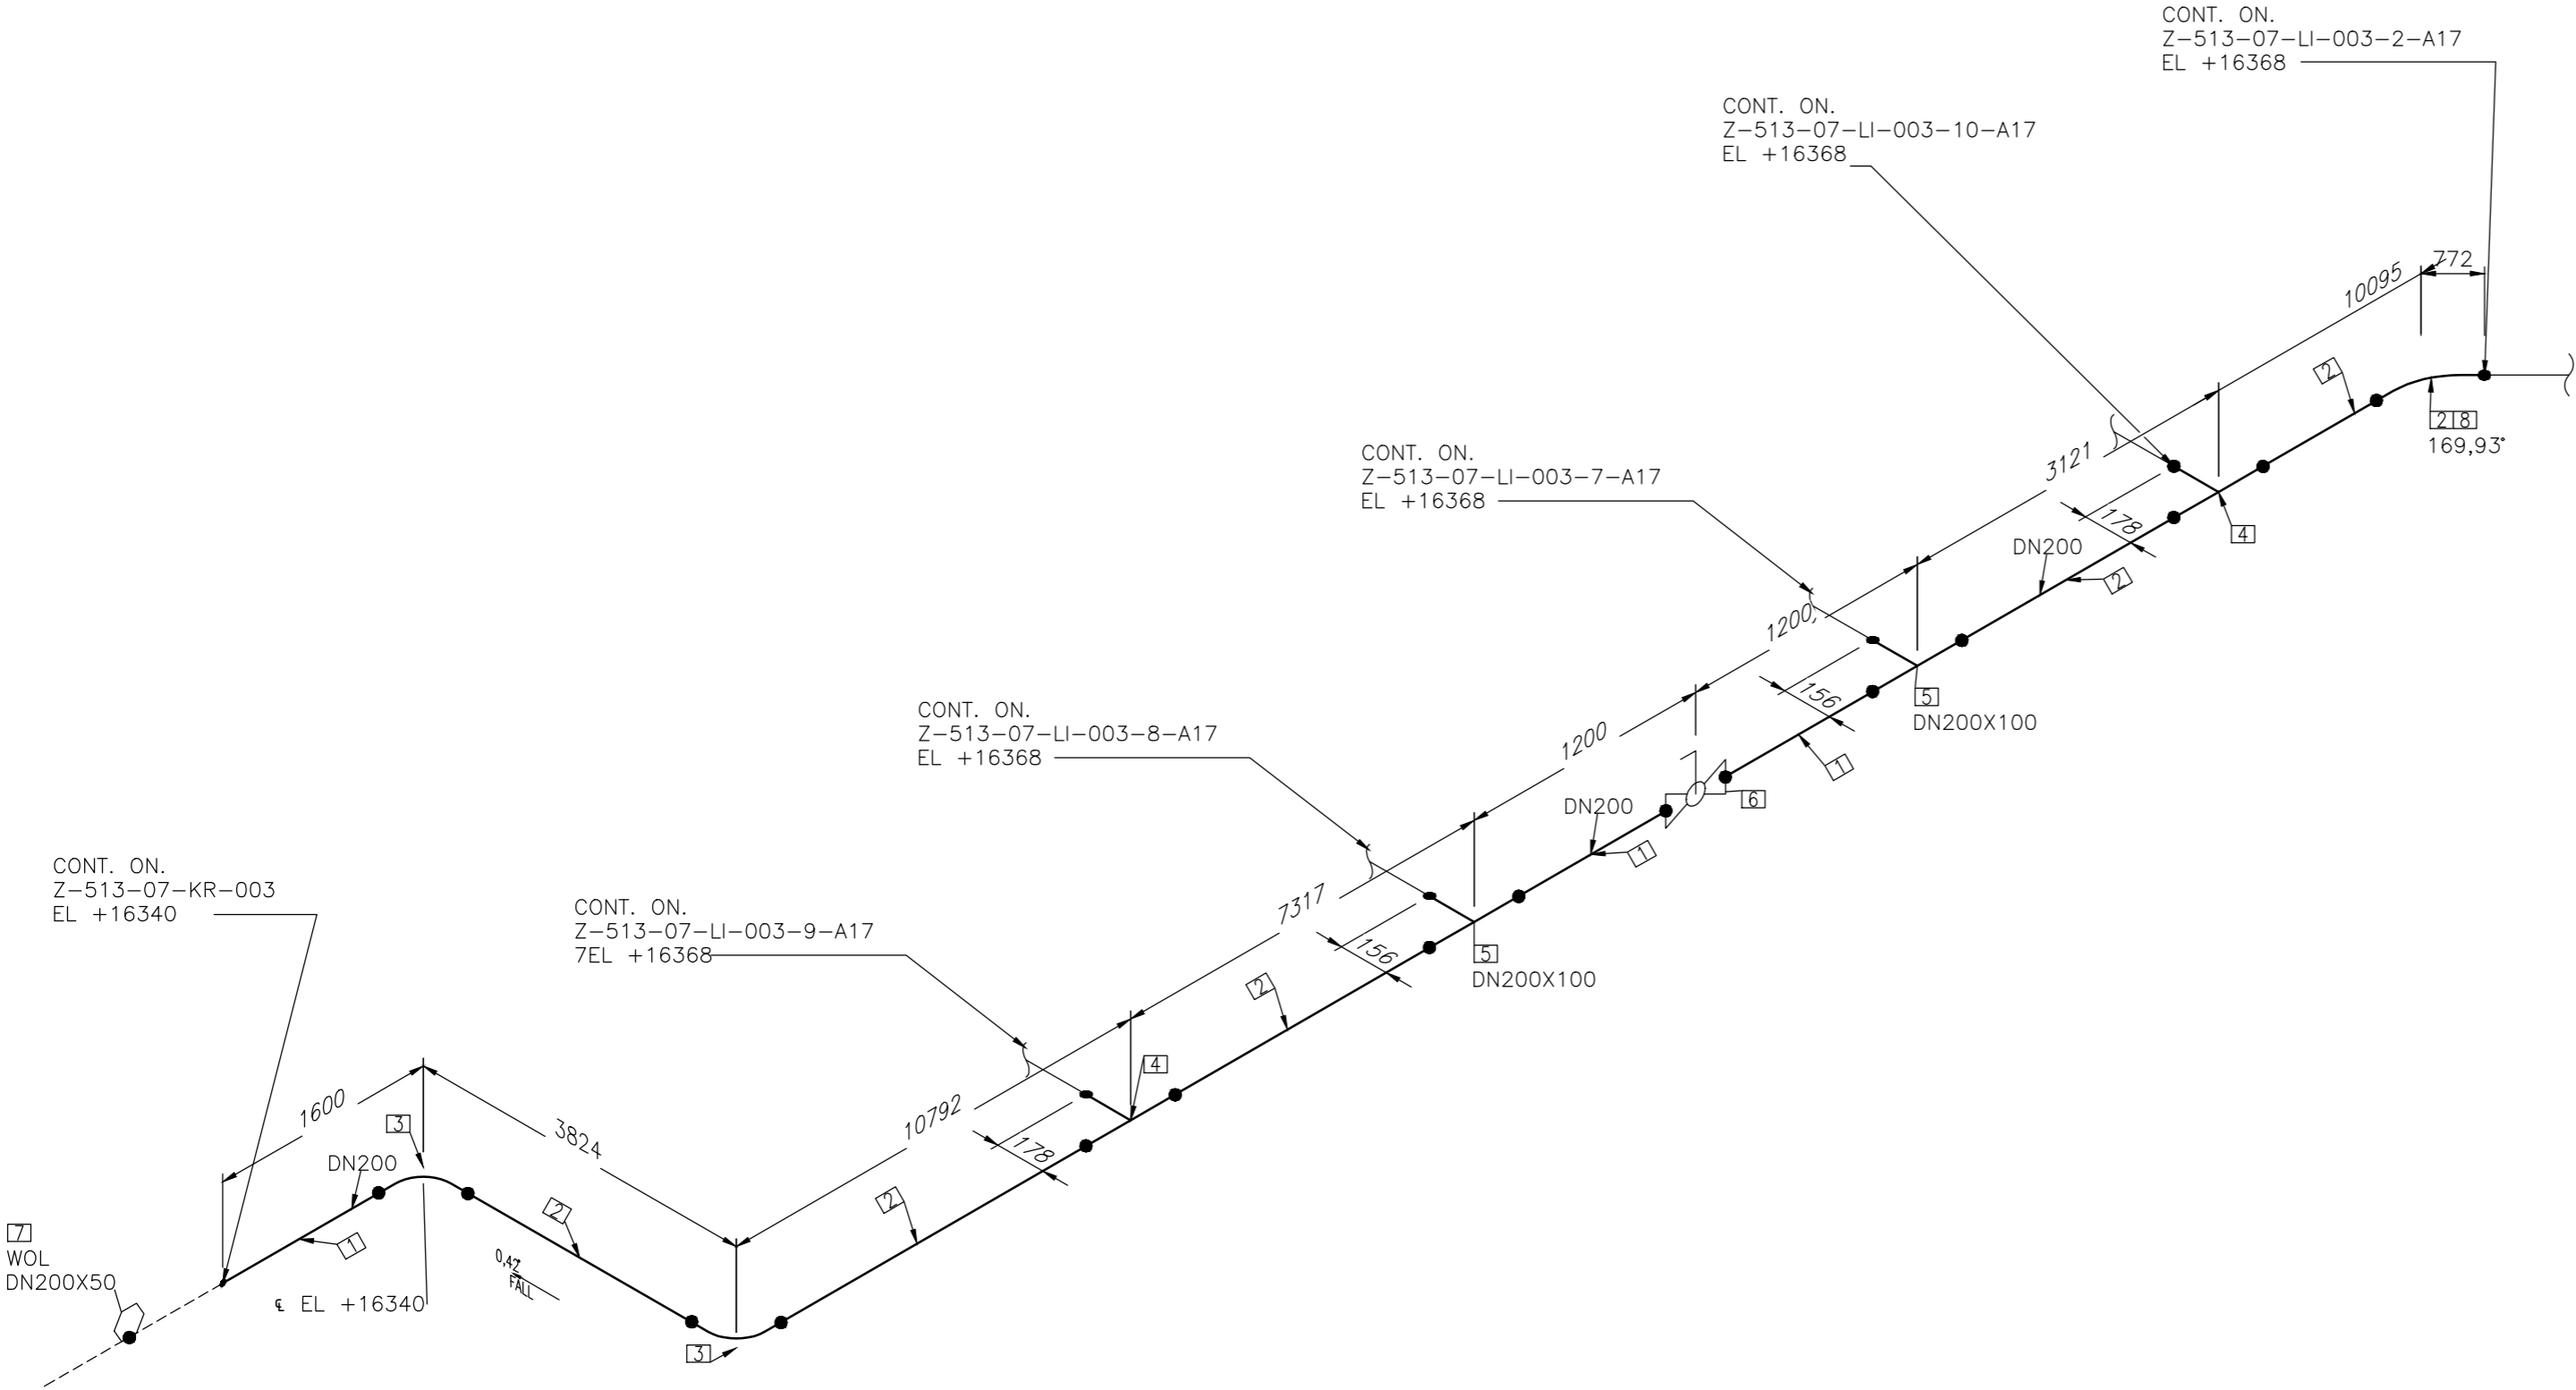 CONT. ON.
Z-513-07-LI-003-2-A17
EL +16368
CONT. ON.
Z-513-07-LI-003-10-A17
EL +16368
772
10095
2
2 8
169,93°
CONT. ON.
Z-513-07-LI-003-7-A17
EL +16368
3121
178
4
DN200
2
1200
156
5
DN200X100
1
CONT. ON.
Z-513-07-LI-003-8-A17
EL +16368
1200
6
DN200
1
CONT. ON.
Z-513-07-KR-003
EL +16340
CONT. ON.
Z-513-07-LI-003-9-A17
7EL +16368
7317
156
5
DN200X100
2
4
10792
178
2
1600
3
3824
DN200
2
1
7
WOL
DN200X50
℄ EL +16340
FALL
3